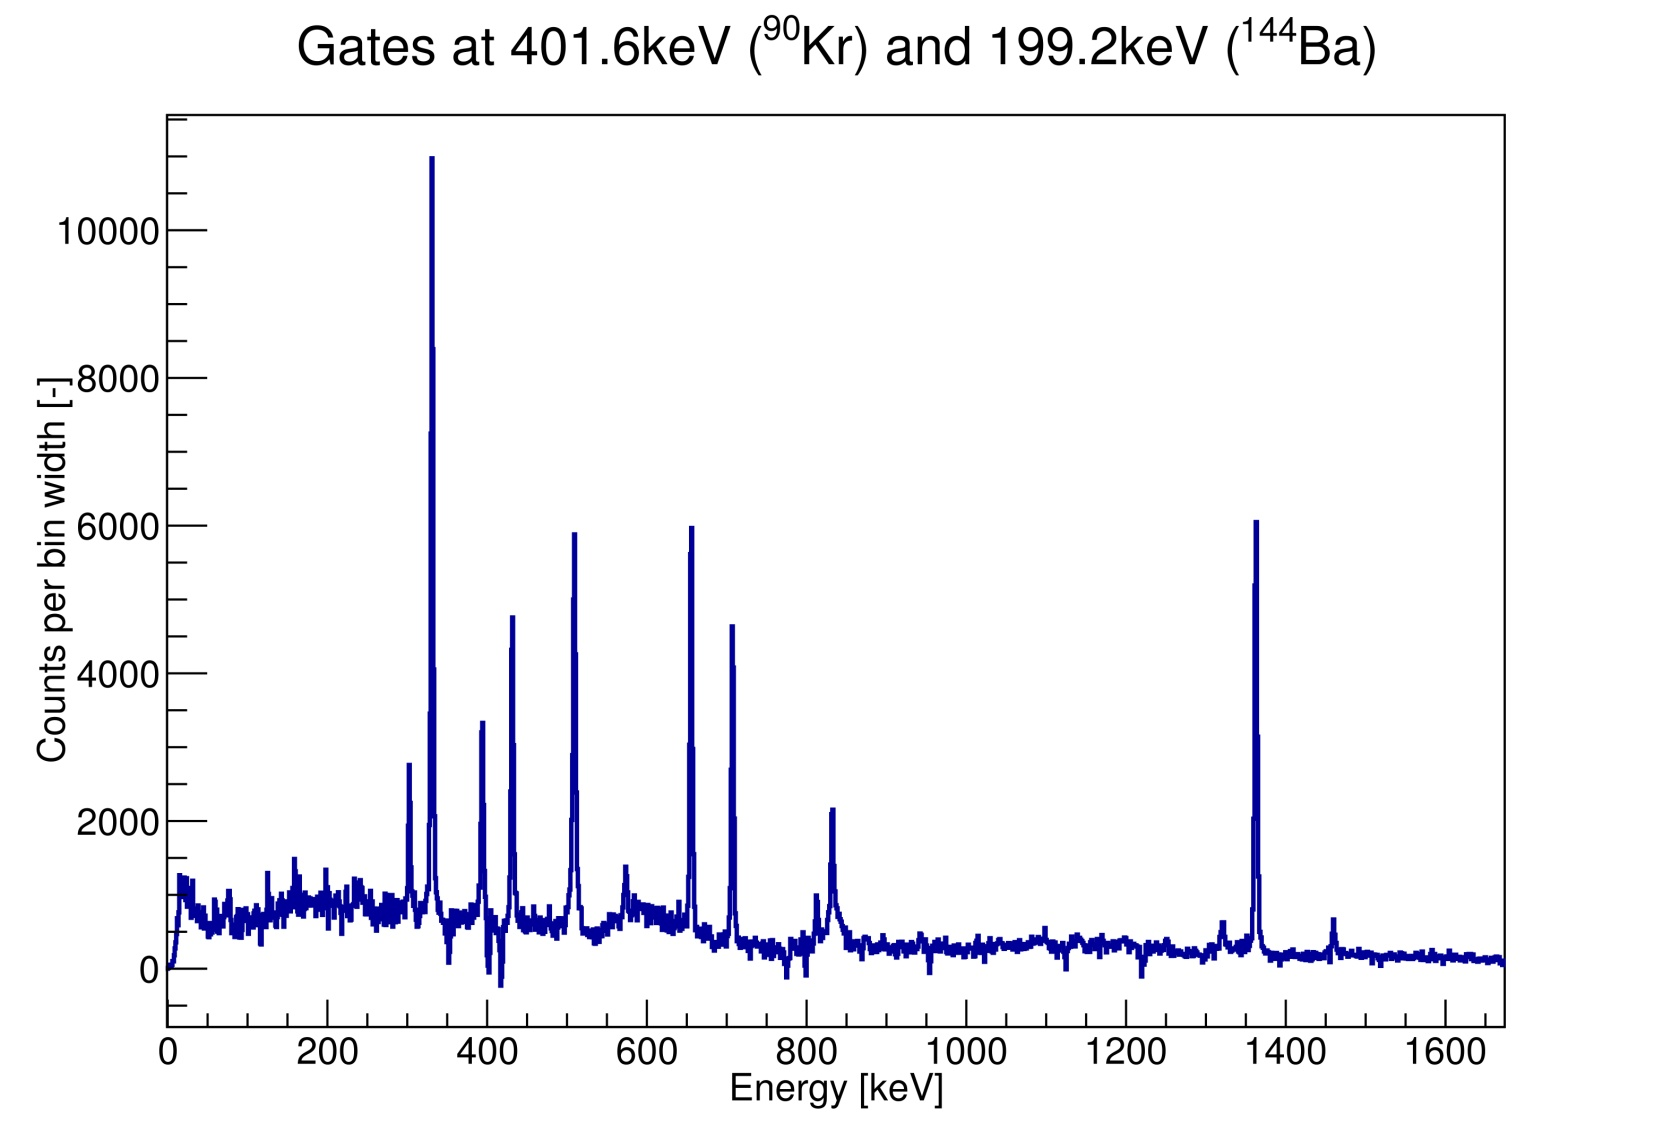 Gates at 401.6keV (⁹⁰Kr) and 199.2keV (¹⁴⁴Ba)
Counts per bin width [-]
10000
8000
6000
4000
2000
0
0 200 400 600 800 1000 1200 1400 1600
Energy [keV]